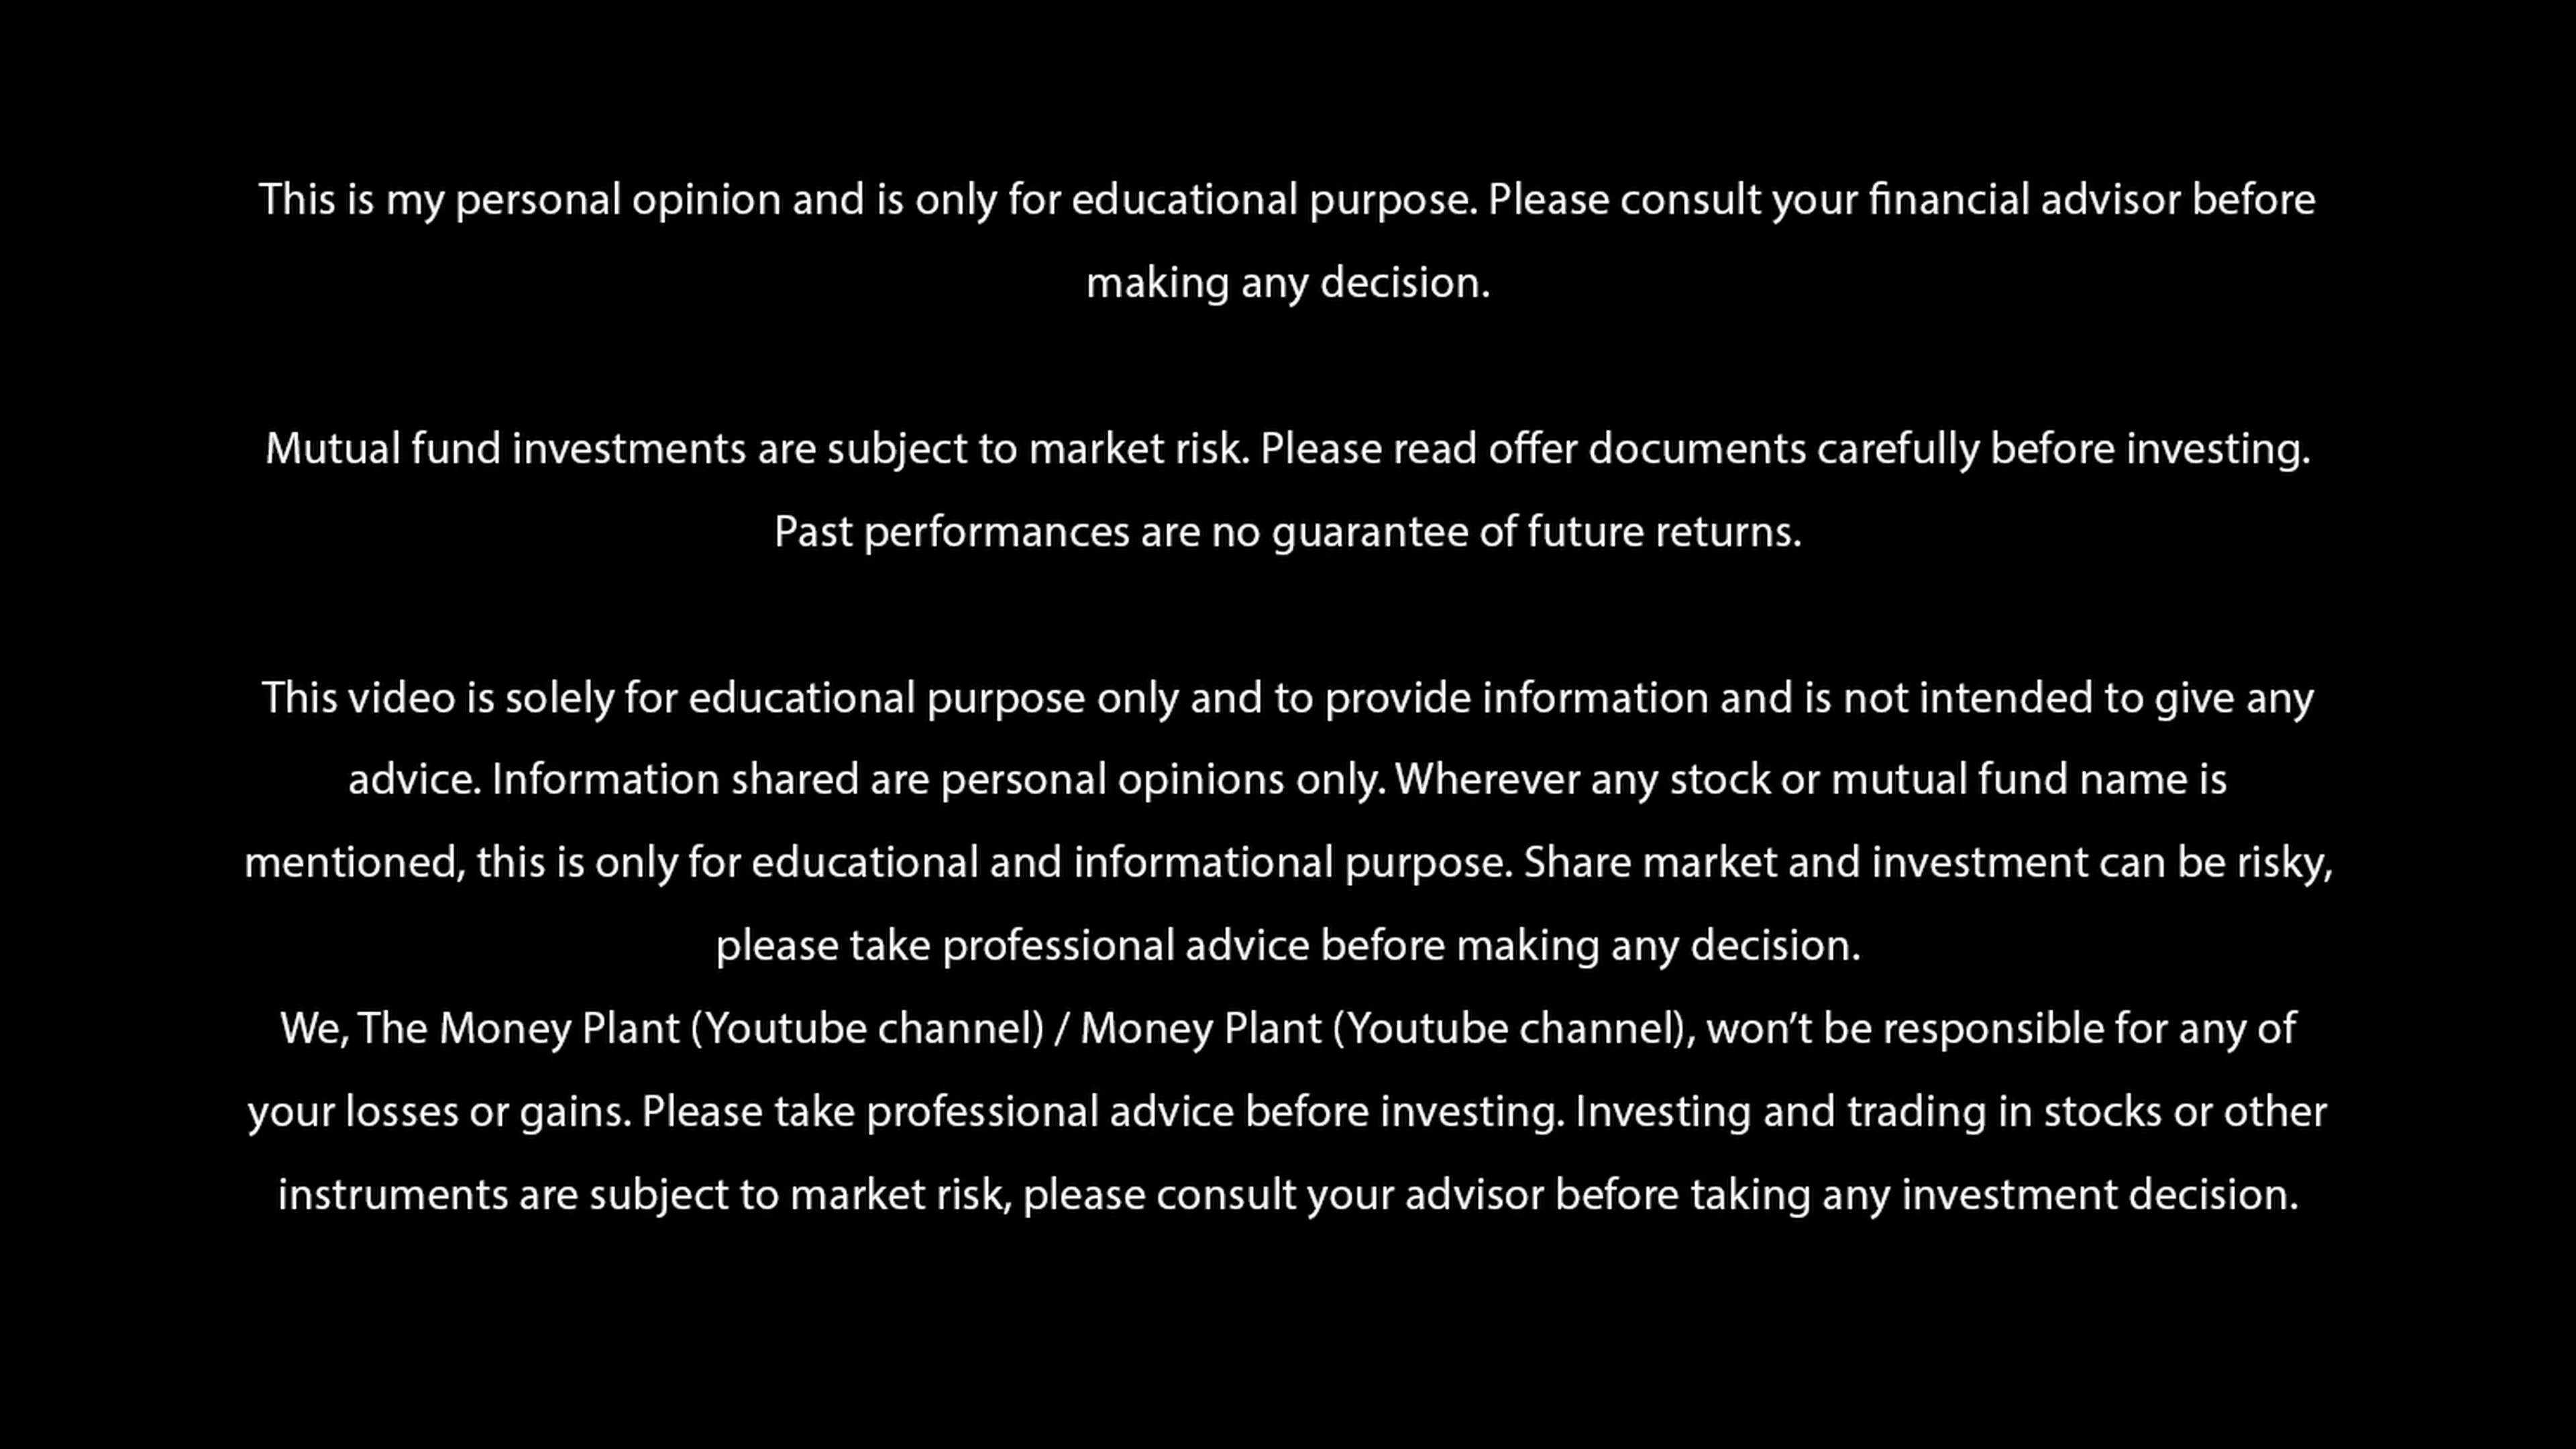 This is my personal opinion and is only for educational purpose. Please consult your financial advisor before
making any decision.
Mutual fund investments are subject to market risk. Please read offer documents carefully before investing.
Past performances are no guarantee of future returns.
This video is solely for educational purpose only and to provide information and is not intended to give any
advice. Information shared are personal opinions only. Wherever any stock or mutual fund name is
mentioned, this is only for educational and informational purpose. Share market and investment can be risky,
please take professional advice before making any decision.
We, The Money Plant (Youtube channel) / Money Plant (Youtube channel), won’t be responsible for any of
your losses or gains. Please take professional advice before investing. Investing and trading in stocks or other
instruments are subject to market risk, please consult your advisor before taking any investment decision.